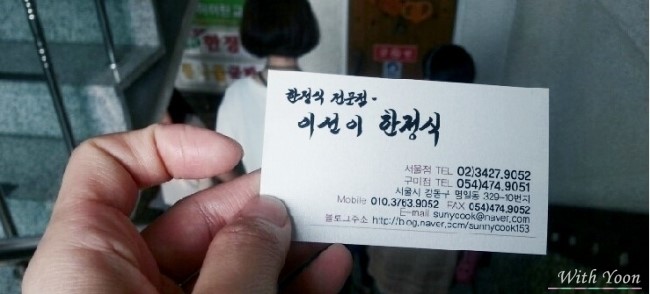 한정
한정식 전문점 -
이선이 한정식
서울점 TEL 02)3427.9052
구미점 TEL 054)474.9051
서울시 강동구 명일동 329-10번지
Mobile 010.3763.9052 FAX 054)474.9052
E-mail sunycook@naver.com
블로그주소 http://blog.naver.com/sunnycook153
With Yoon